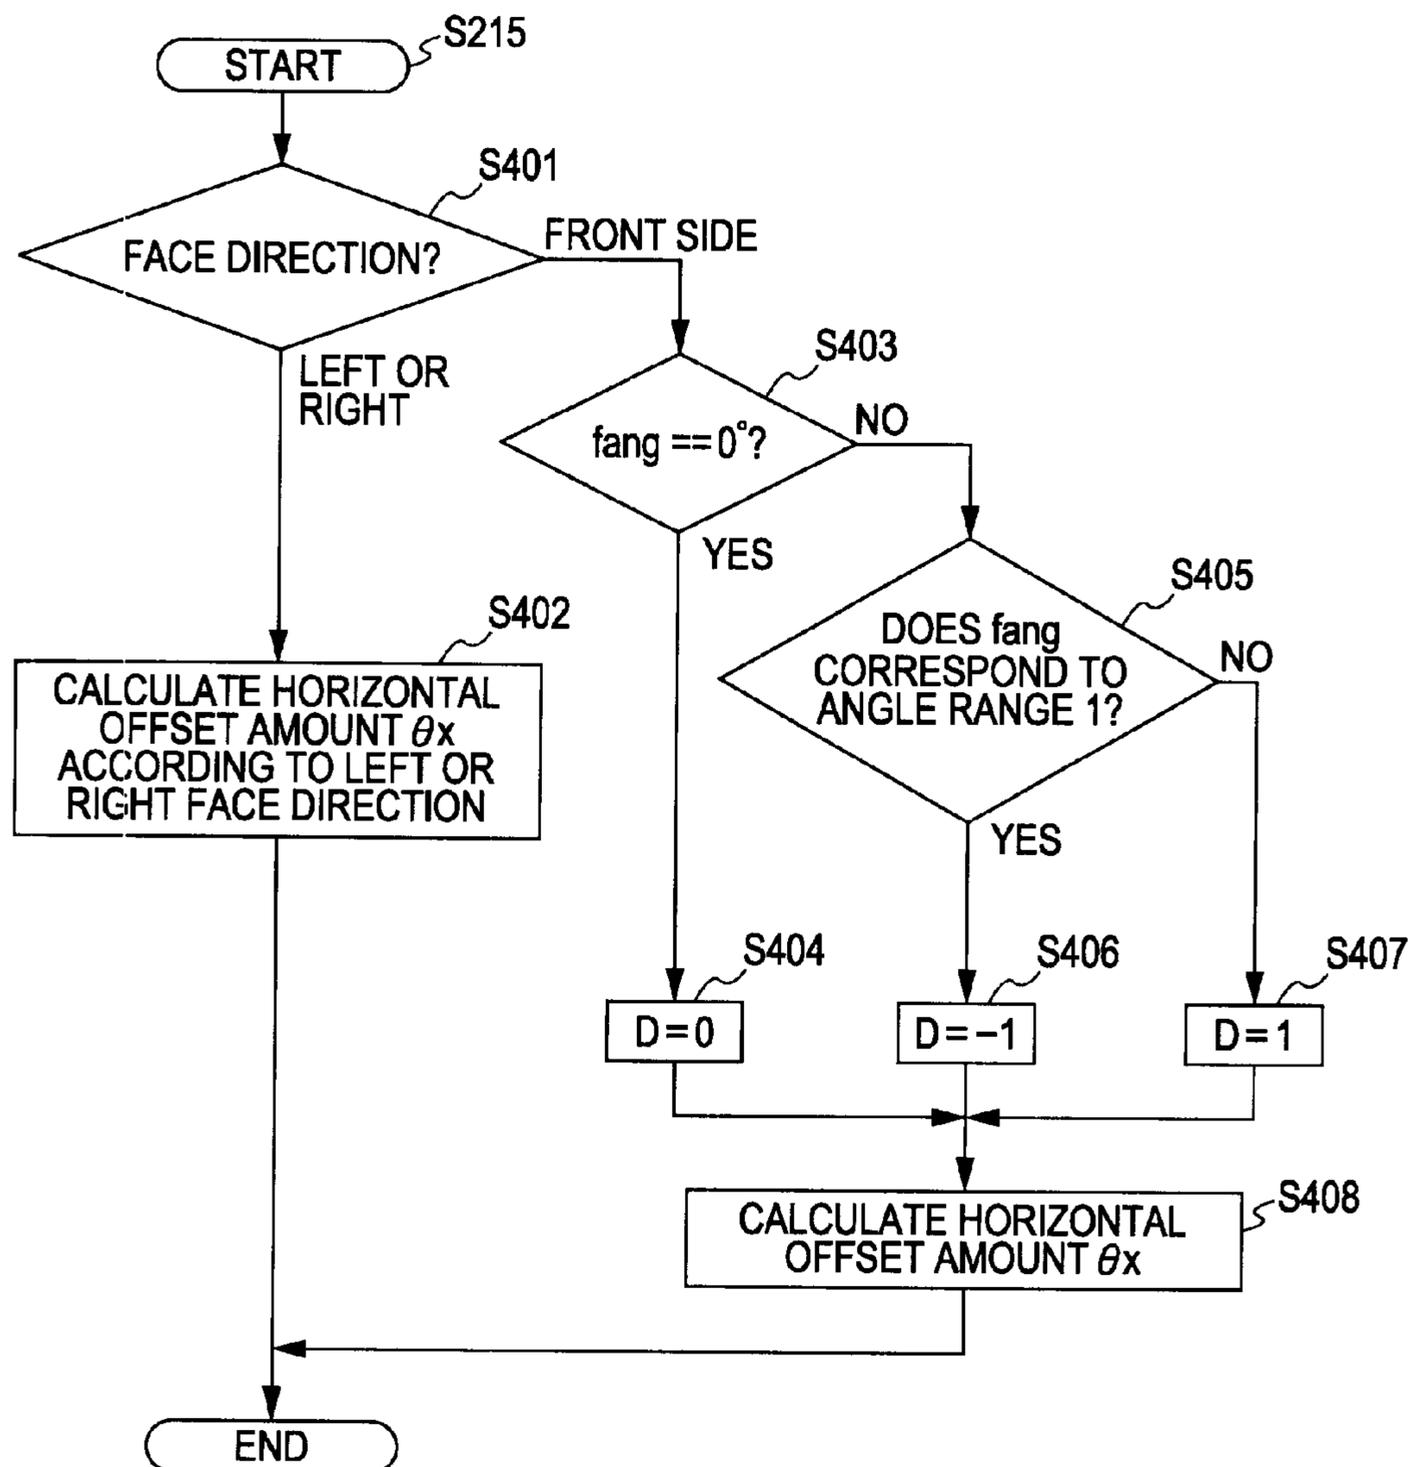 START
S215
S401
FACE DIRECTION?
FRONT SIDE
LEFT OR
RIGHT
S403
fang == 0°?
NO
YES
S405
DOES fang
CORRESPOND TO
ANGLE RANGE 1?
NO
YES
S402
CALCULATE HORIZONTAL
OFFSET AMOUNT θx
ACCORDING TO LEFT OR
RIGHT FACE DIRECTION
S404
D=0
S406
D=−1
S407
D=1
S408
CALCULATE HORIZONTAL
OFFSET AMOUNT θx
END